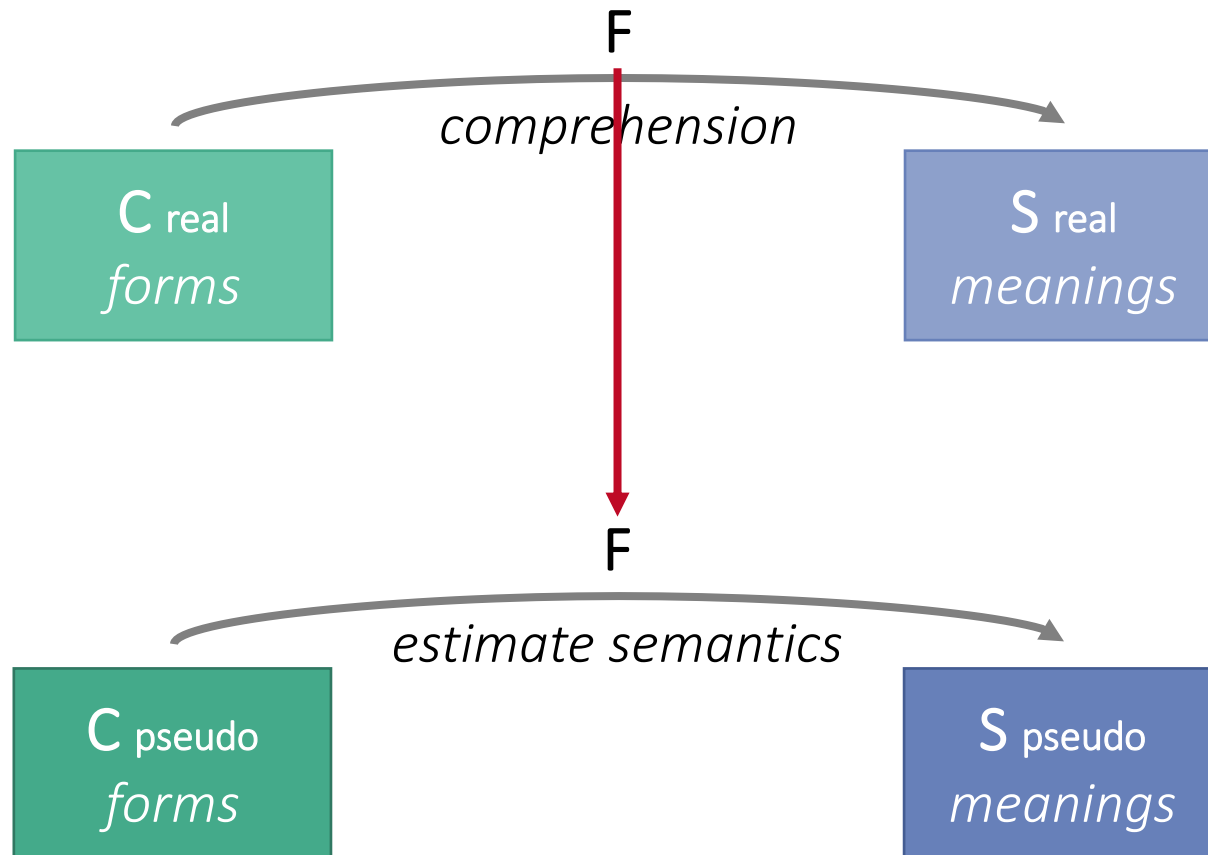 F
comprehension
C real
forms
S real
meanings
F
estimate semantics
C pseudo
forms
S pseudo
meanings